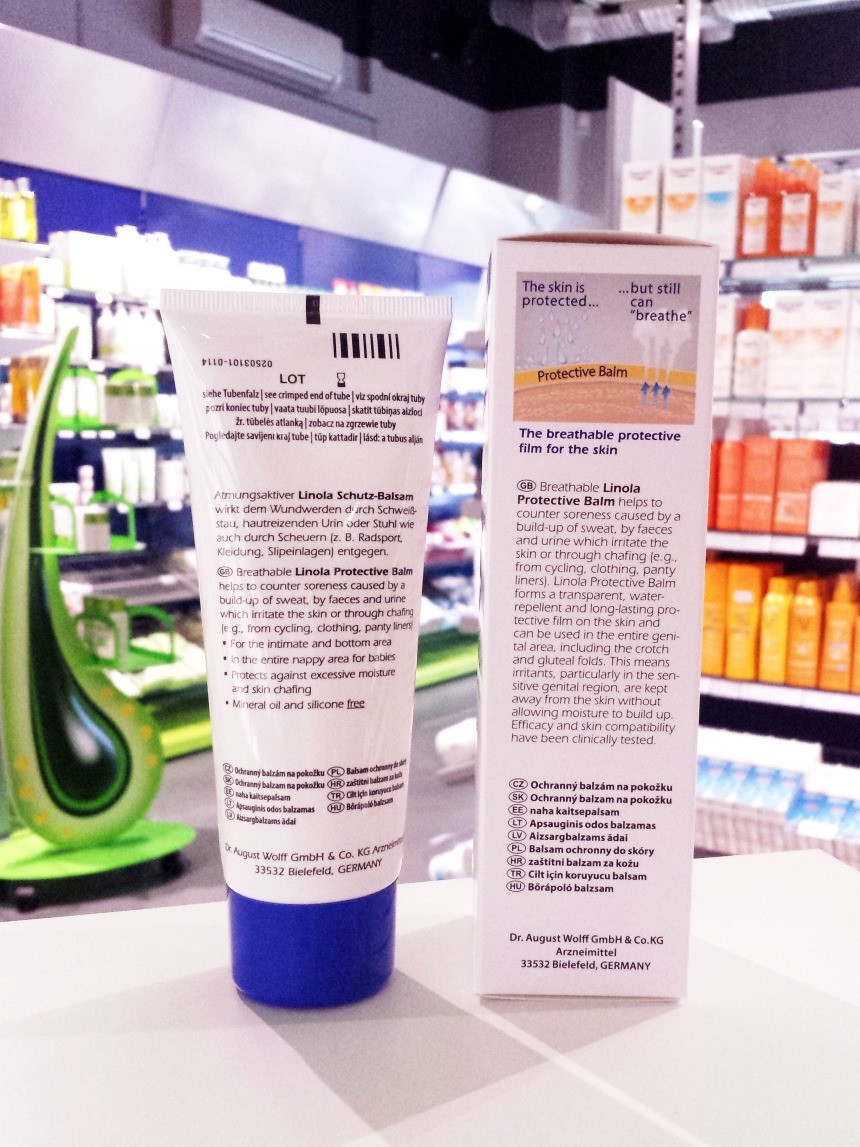 02503101-0114
LOT
siehe Tubenfalz | see crimped end of tube | viz spodní okraj tuby
pozri koniec tuby | vaata tuubi lõpuosa | skatīt tūbiņas aizloci
žr. tūbelės atlanką | zobacz na zgrzewie tuby
Pogledajte savijeni kraj tube | tüp kattadir | lásd: a tubus alján
Atmungsaktiver Linola Schutz-Balsam
wirkt dem Wundwerden durch Schweiß-
stau, hautreizenden Urin oder Stuhl wie
auch durch Scheuern (z. B. Radsport,
Kleidung, Slipeinlagen) entgegen.
GB Breathable Linola Protective Balm
helps to counter soreness caused by a
build-up of sweat, by faeces and urine
which irritate the skin or through chafing
(e.g., from cycling, clothing, panty liners)
• For the intimate and bottom area
• In the entire nappy area for babies
• Protects against excessive moisture
and skin chafing
• Mineral oil and silicone free
CZ Ochranný balzám na pokožku PL Balsam ochronny do skóry
SK Ochranný balzam na pokožku HR zaštitni balzam za kožu
EE naha kaitsepalsam TR Cilt için koruyucu balsam
LT Apsauginis odos balzamas HU Bőrápoló balzsam
LV Aizsargbalzams ādai
Dr. August Wolff GmbH & Co. KG Arzneimittel
33532 Bielefeld, GERMANY
The skin is
protected...
...but still
can
"breathe"
Protective Balm
The breathable protective
film for the skin
GB Breathable Linola
Protective Balm helps to
counter soreness caused by a
build-up of sweat, by faeces
and urine which irritate the
skin or through chafing (e.g.,
from cycling, clothing, panty
liners). Linola Protective Balm
forms a transparent, water-
repellent and long-lasting pro-
tective film on the skin and
can be used in the entire geni-
tal area, including the crotch
and gluteal folds. This means
irritants, particularly in the sen-
sitive genital region, are kept
away from the skin without
allowing moisture to build up.
Efficacy and skin compatibility
have been clinically tested.
CZ Ochranný balzám na pokožku
SK Ochranný balzam na pokožku
EE naha kaitsepalsam
LT Apsauginis odos balzamas
LV Aizsargbalzams ādai
PL Balsam ochronny do skóry
HR zaštitni balzam za kožu
TR Cilt için koruyucu balsam
HU Bőrápoló balzsam
Dr. August Wolff GmbH & Co.KG
Arzneimittel
33532 Bielefeld, GERMANY